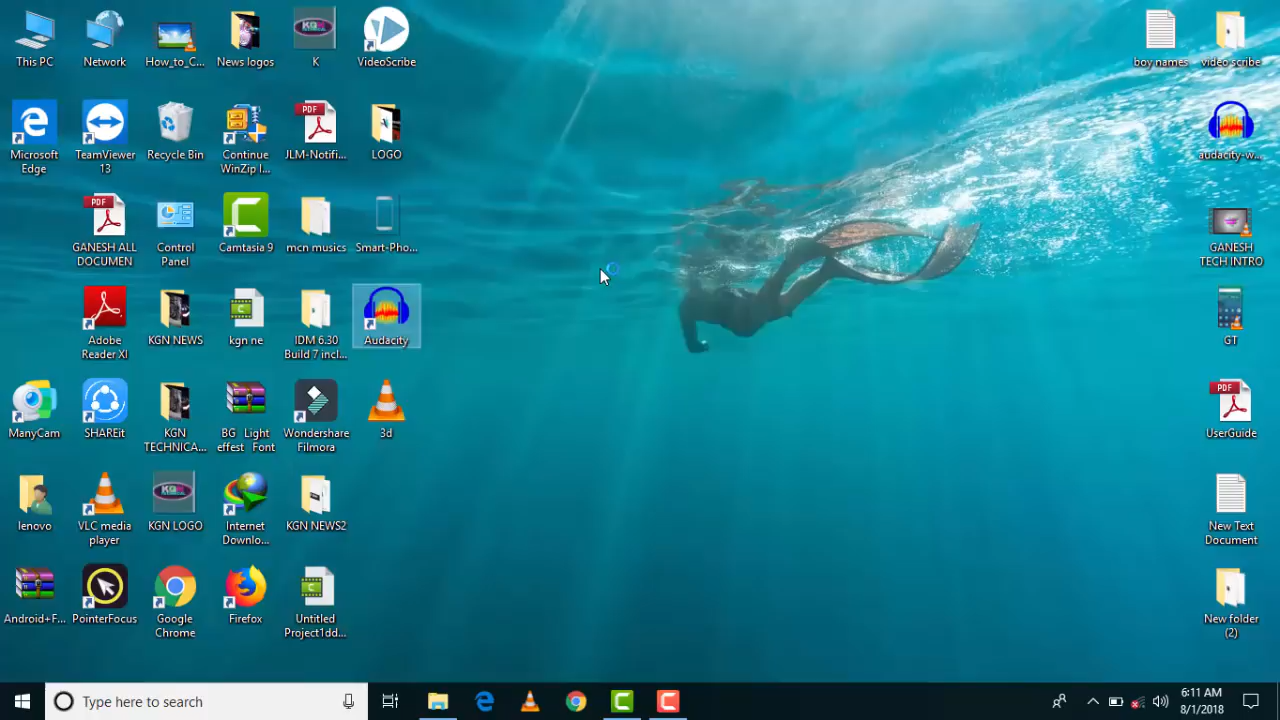 This PC
Network
How_to_C...
News logos
K
VideoScribe
boy names
video scribe
Microsoft
Edge
TeamViewer
13
Recycle Bin
Continue
WinZip I...
PDF
JLM-Notifi...
LOGO
audacity-w...
PDF
GANESH ALL
DOCUMEN
Control
Panel
Camtasia 9
mcn musics
Smart-Pho...
GANESH
TECH INTRO
Adobe
Reader XI
KGN NEWS
kgn ne
IDM 6.30
Build 7 incl...
Audacity
GT
ManyCam
SHAREit
KGN
TECHNICA...
BG Light
effest Font
Wondershare
Filmora
3d
PDF
UserGuide
lenovo
VLC media
player
KGN LOGO
Internet
Downlo...
KGN NEWS2
New Text
Document
Android+F...
PointerFocus
Google
Chrome
Firefox
Untitled
Project1dd...
New folder
(2)
Type here to search
6:11 AM
8/1/2018